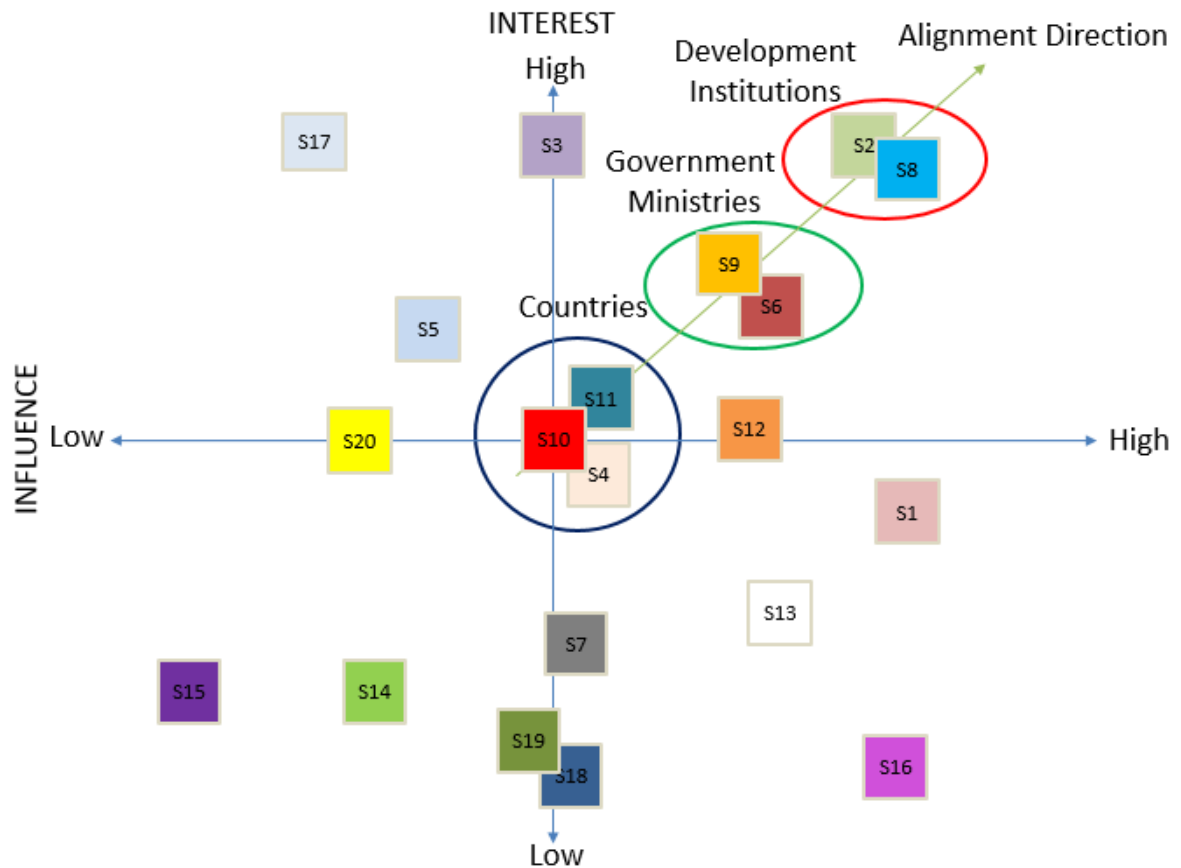 INTEREST
High
Development
Institutions
Alignment Direction
S17
S3
S2
S8
Government
Ministries
S9
S6
Countries
S5
S11
INFLUENCE
Low
S20
S10
S12
High
S4
S1
S13
S7
S15
S14
S19
S18
S16
Low